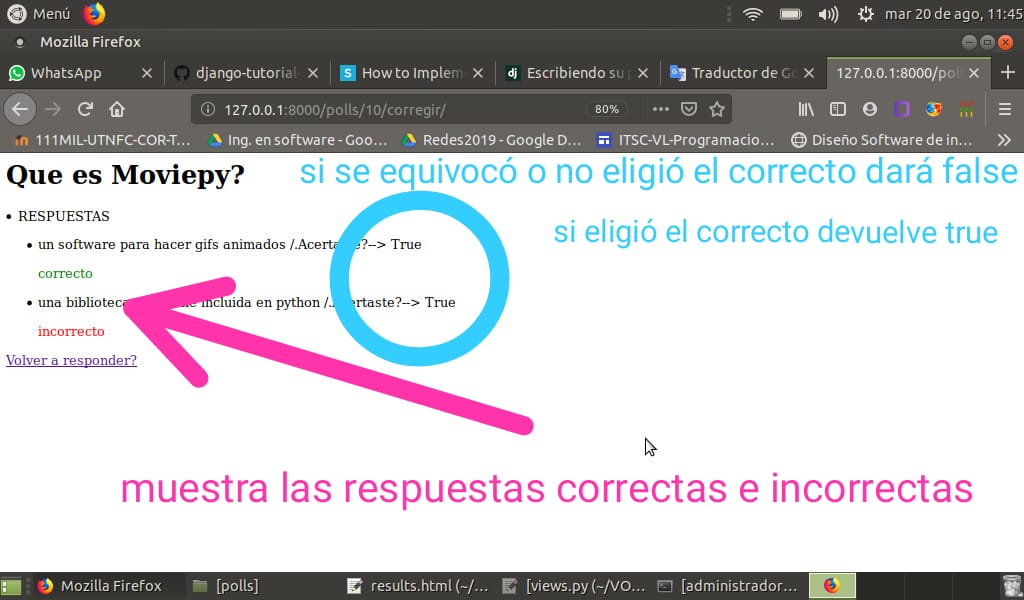 Menú
mar 20 de ago, 11:45
Mozilla Firefox
WhatsApp
django-tutorial-
How to Implem
Escribiendo su p
Traductor de Go
127.0.0.1:8000/poll
127.0.0.1:8000/polls/10/corregir/
80%
111MIL-UTNFC-COR-T...
Ing. en software - Goo...
Redes2019 - Google D...
ITSC-VL-Programacio...
Diseño Software de in...
Que es Moviepy?
si se equivocó o no eligió el correcto dará false
RESPUESTAS
si eligió el correcto devuelve true
un software para hacer gifs animados /.Acertaste?--> True
correcto
una biblioteca incluida en python /. --> True
incorrecto
Volver a responder?
muestra las respuestas correctas e incorrectas
Mozilla Firefox
[polls]
results.html (~/...
[views.py (~/VO...
[administrador...